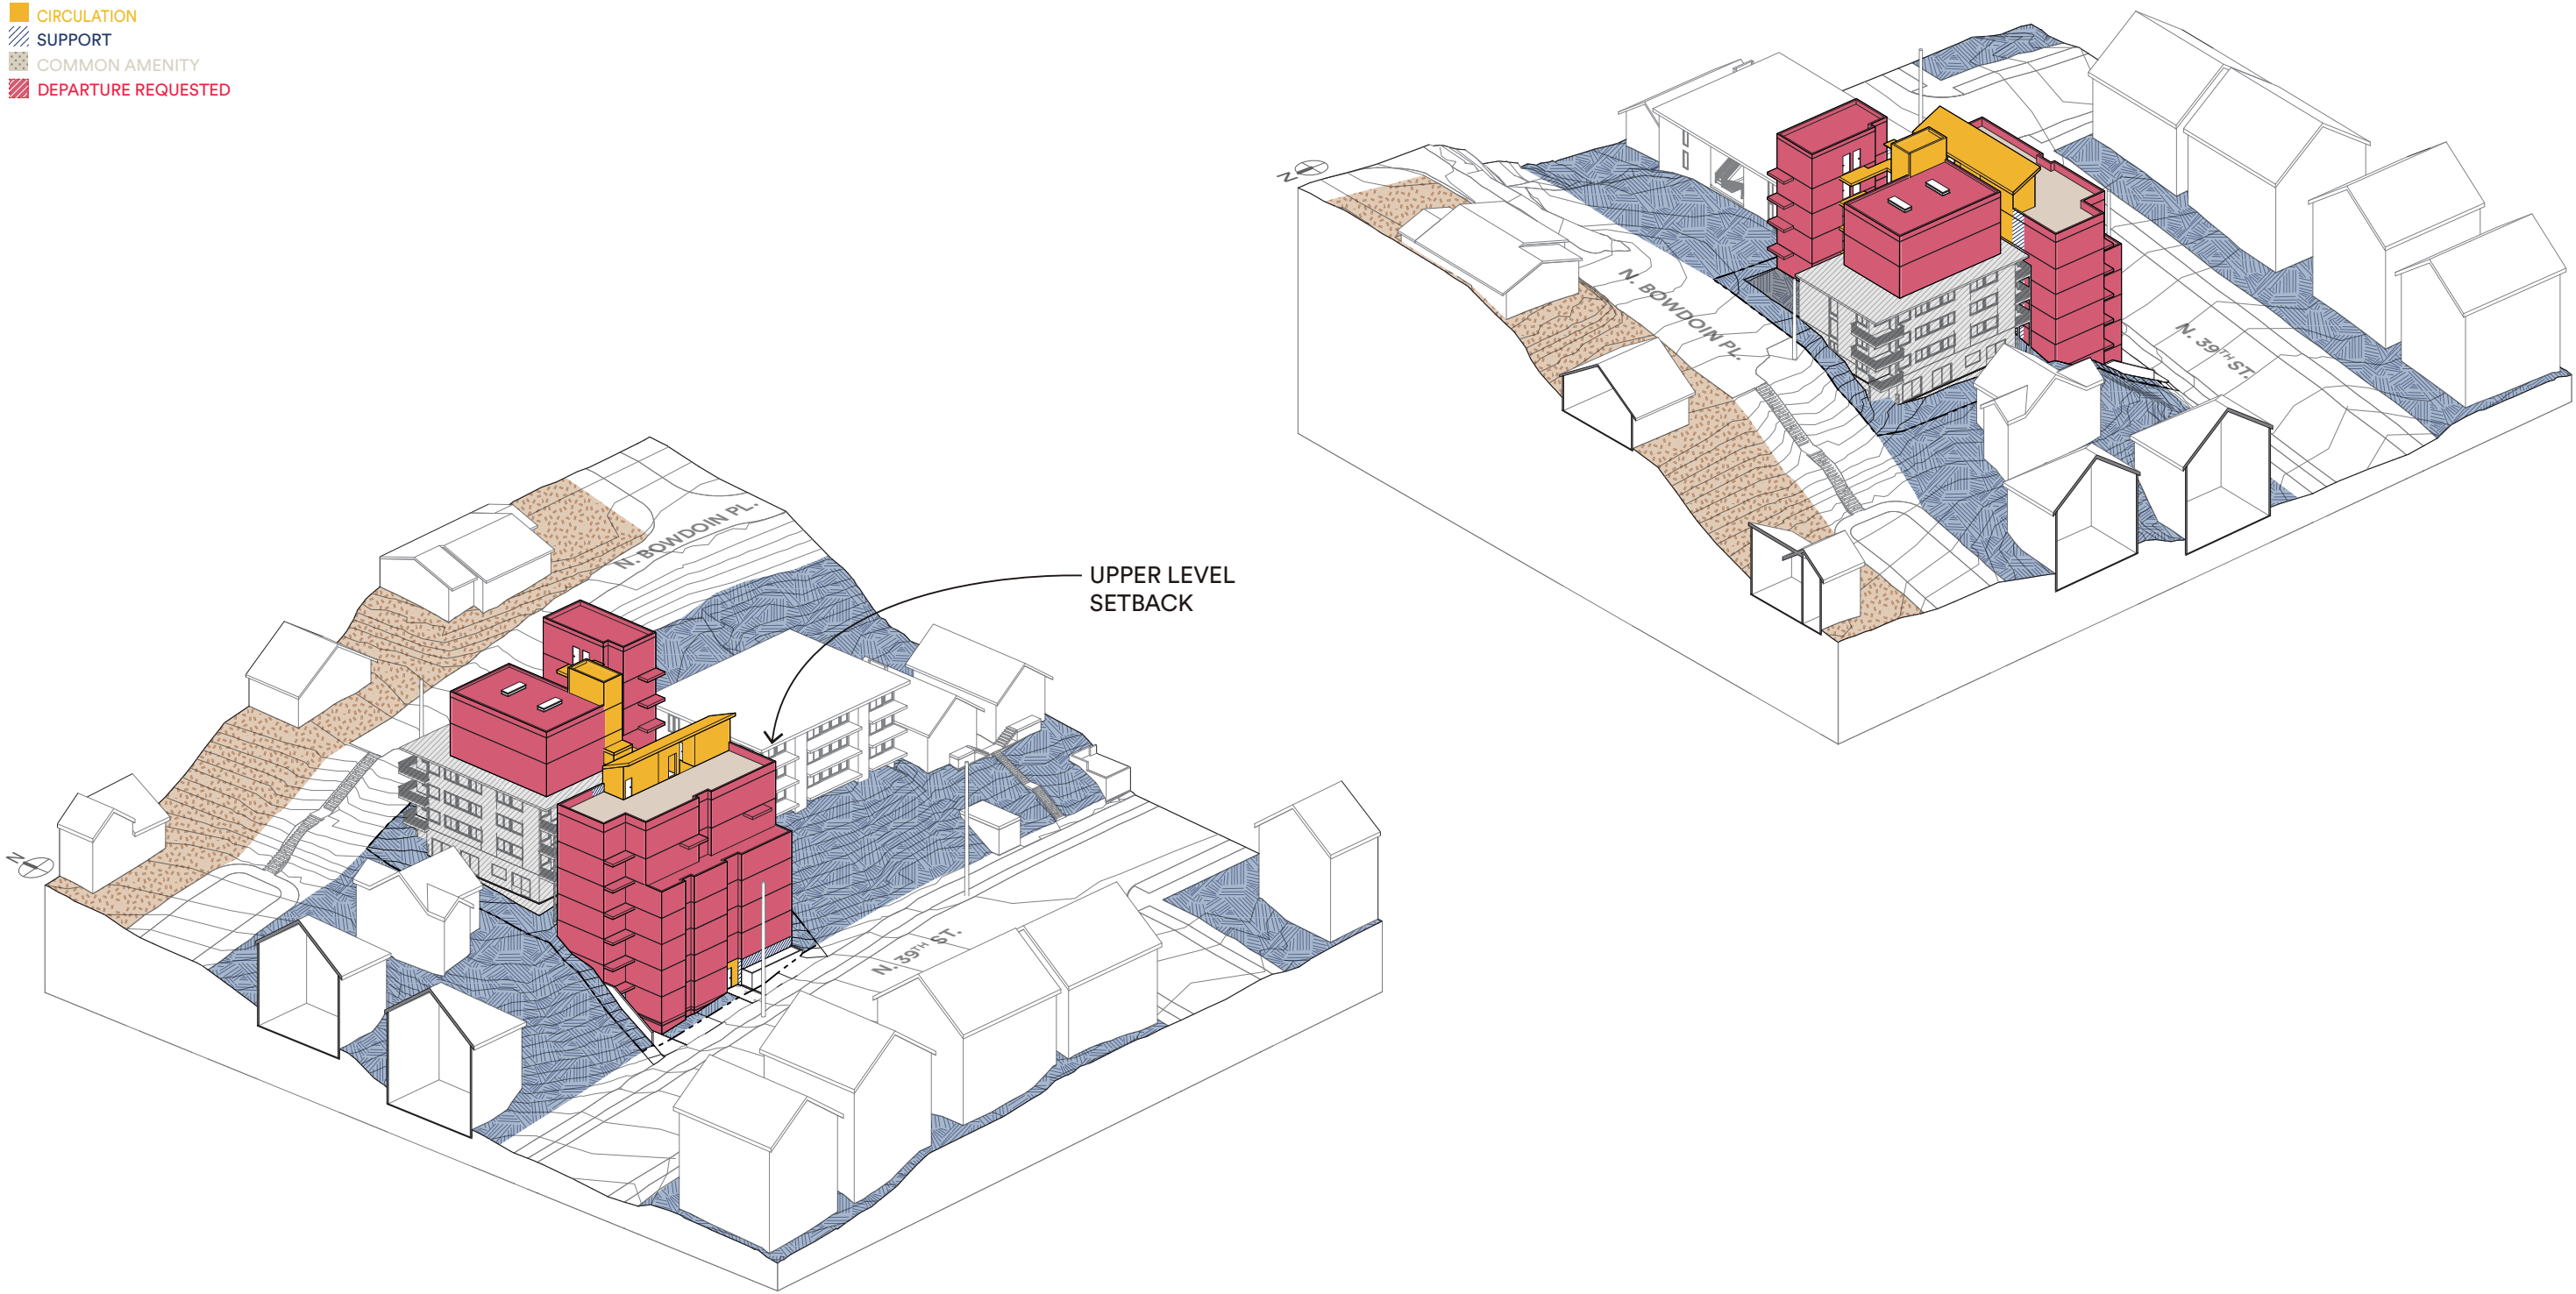 CIRCULATION
SUPPORT
COMMON AMENITY
DEPARTURE REQUESTED
N
N. BOWDOIN PL.
N. 39TH ST.
N. BOWDOIN PL.
UPPER LEVEL
SETBACK
N
N. 39TH ST.